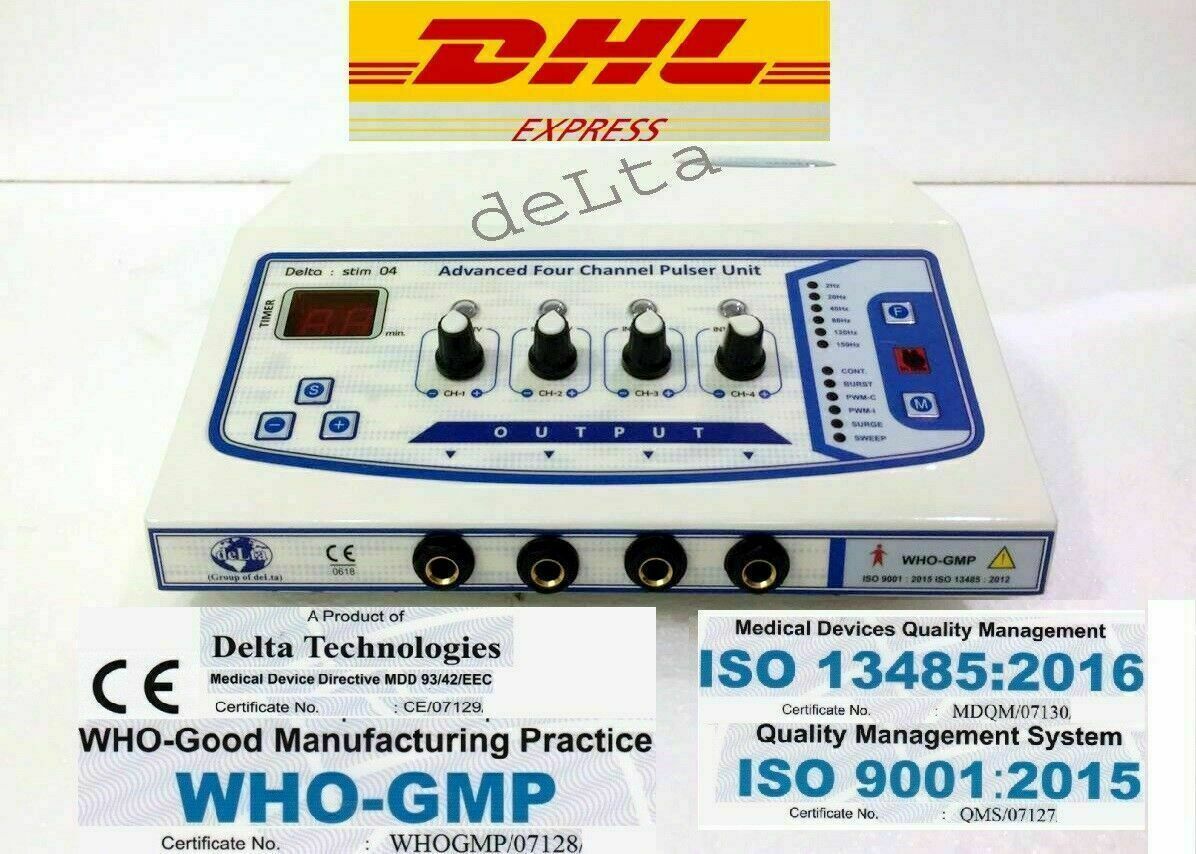 DHL
EXPRESS
deLta
Delta : stim 04
Advanced Four Channel Pulser Unit
TIMER
min.
CH-1
CH-2
CH-3
CH-4
OUTPUT
S
2Hz
20Hz
40Hz
80Hz
120Hz
150Hz
F
CONT.
BURST
PWM-C
PWM-I
SURGE
SWEEP
M
deLta
(Group of deLta)
CE
0618
WHO-GMP
ISO 9001 : 2015 ISO 13485 : 2012
A Product of
Delta Technologies
CE
Medical Device Directive MDD 93/42/EEC
Certificate No. : CE/07129
WHO-Good Manufacturing Practice
WHO-GMP
Certificate No. : WHOGMP/07128
Medical Devices Quality Management
ISO 13485:2016
Certificate No. : MDQM/07130
Quality Management System
ISO 9001:2015
Certificate No. : QMS/07127